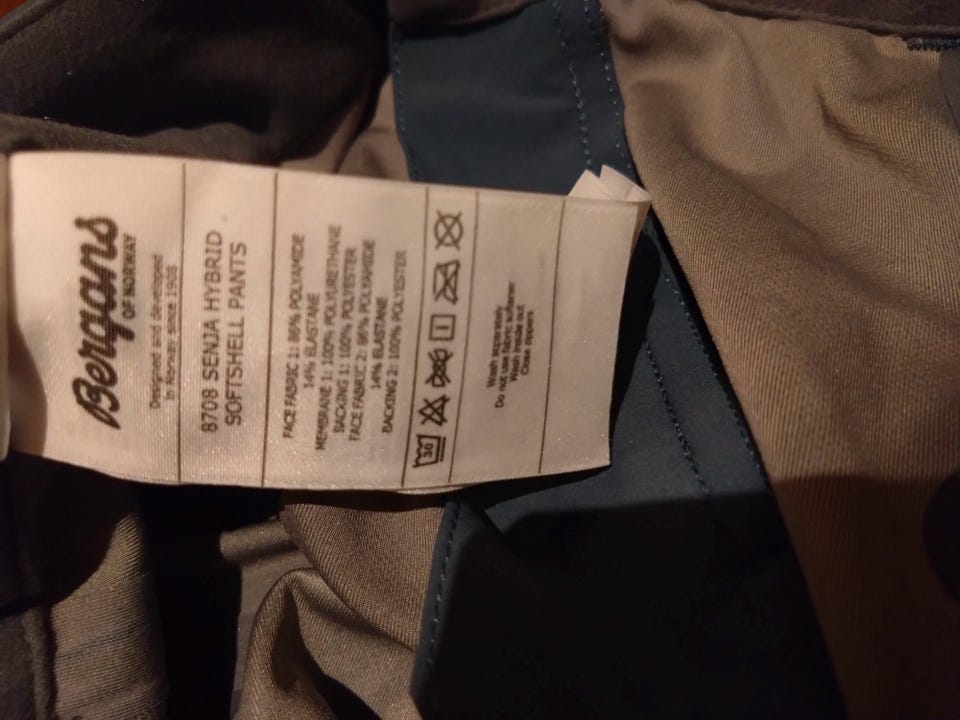 Bergans
OF NORWAY
Designed and developed
in Norway since 1908
8708 SENJA HYBRID
SOFTSHELL PANTS
FACE FABRIC 1: 86% POLYAMIDE
14% ELASTANE
MEMBRANE 1: 100% POLYURETHANE
BACKING 1: 100% POLYESTER
FACE FABRIC 2: 86% POLYAMIDE
14% ELASTANE
BACKING 2: 100% POLYESTER
30
Wash separately
Do not use fabric softener
Wash inside out
Close zippers